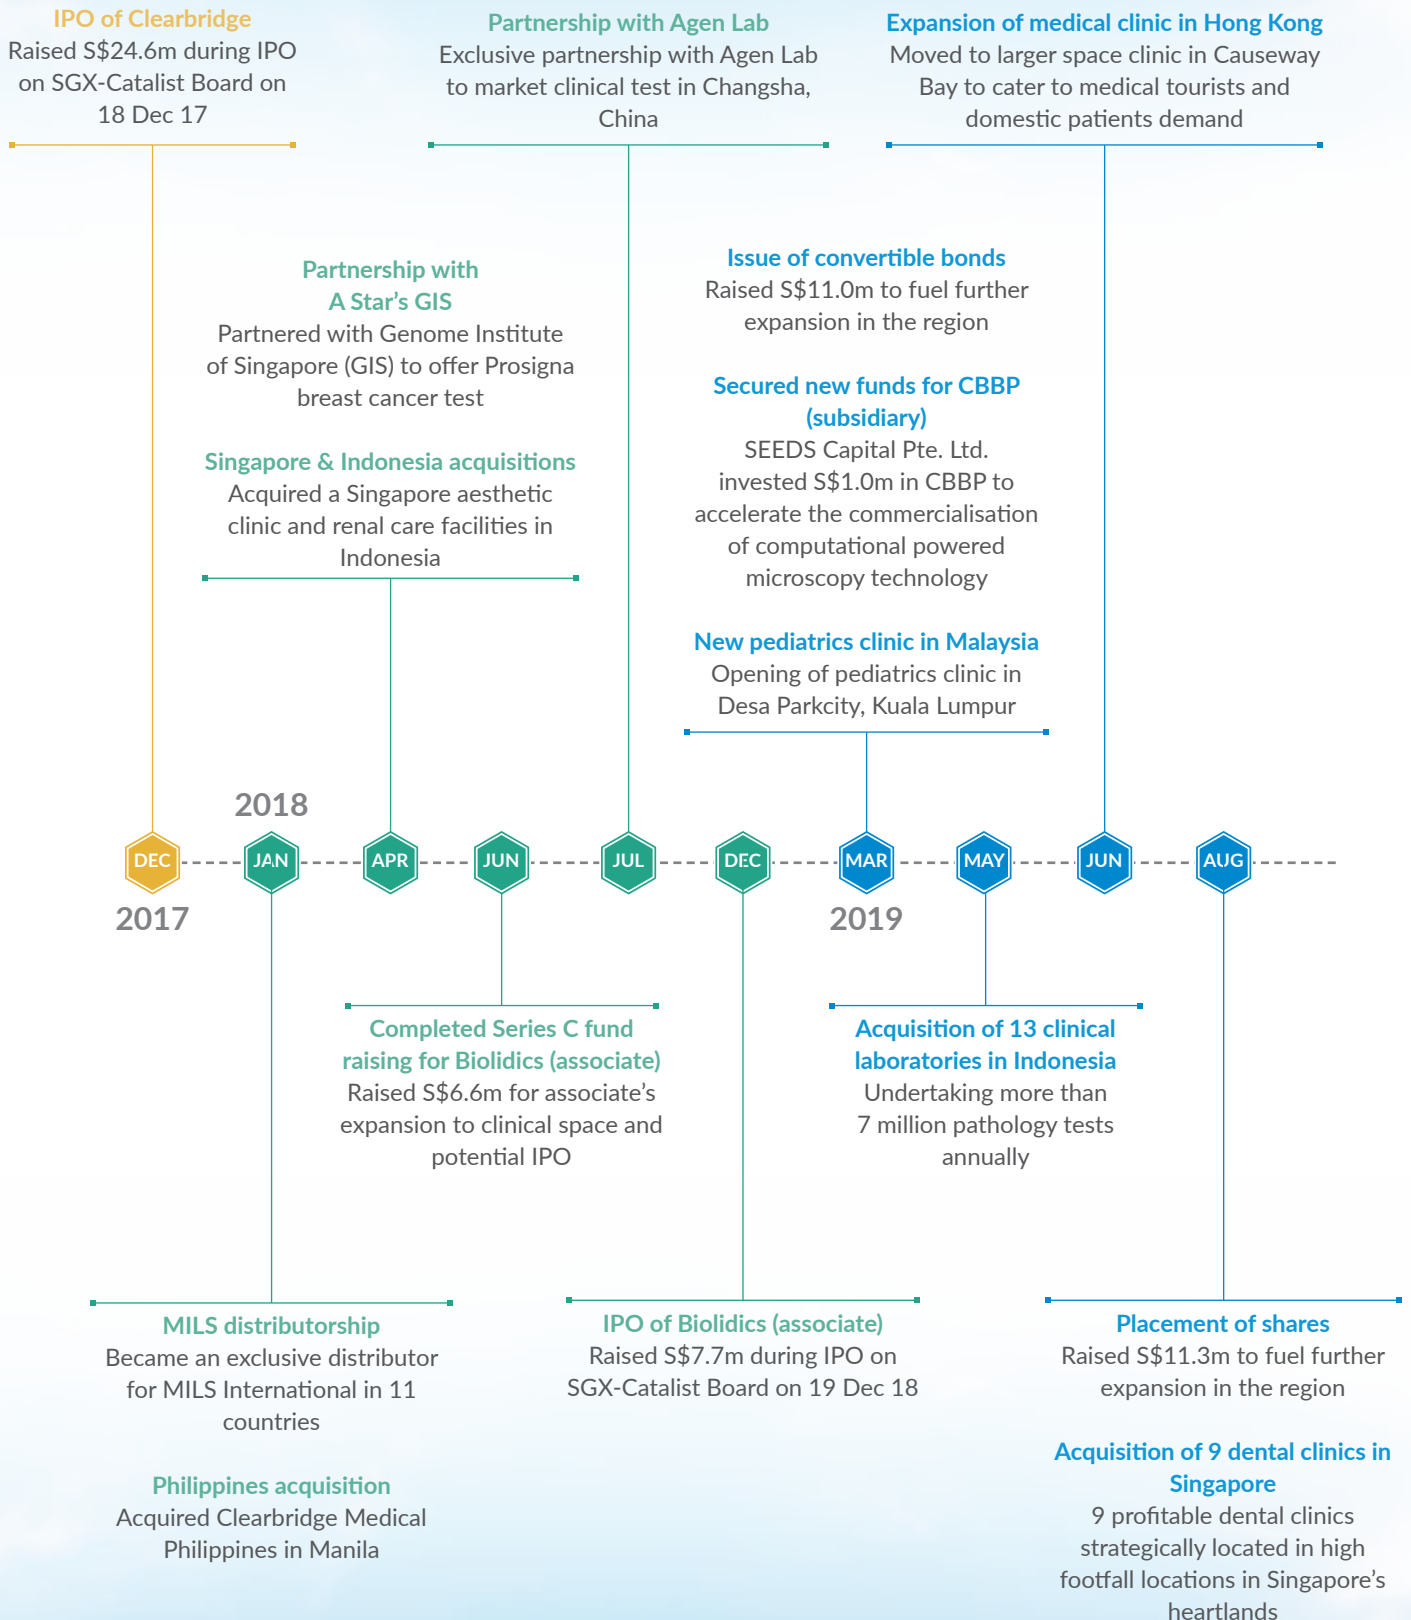 IPO of Clearbridge
Raised S$24.6m during IPO
on SGX-Catalist Board on
18 Dec 17
Partnership with Agen Lab
Exclusive partnership with Agen Lab
to market clinical test in Changsha,
China
Expansion of medical clinic in Hong Kong
Moved to larger space clinic in Causeway
Bay to cater to medical tourists and
domestic patients demand
Partnership with
A Star’s GIS
Partnered with Genome Institute
of Singapore (GIS) to offer Prosigna
breast cancer test
Singapore & Indonesia acquisitions
Acquired a Singapore aesthetic
clinic and renal care facilities in
Indonesia
Issue of convertible bonds
Raised S$11.0m to fuel further
expansion in the region
Secured new funds for CBBP
(subsidiary)
SEEDS Capital Pte. Ltd.
invested S$1.0m in CBBP to
accelerate the commercialisation
of computational powered
microscopy technology
New pediatrics clinic in Malaysia
Opening of pediatrics clinic in
Desa Parkcity, Kuala Lumpur
2018
DEC JAN APR JUN JUL DEC MAR MAY JUN AUG
2017 2019
Completed Series C fund
raising for Biolidics (associate)
Raised S$6.6m for associate’s
expansion to clinical space and
potential IPO
Acquisition of 13 clinical
laboratories in Indonesia
Undertaking more than
7 million pathology tests
annually
MILS distributorship
Became an exclusive distributor
for MILS International in 11
countries
Philippines acquisition
Acquired Clearbridge Medical
Philippines in Manila
IPO of Biolidics (associate)
Raised S$7.7m during IPO on
SGX-Catalist Board on 19 Dec 18
Placement of shares
Raised S$11.3m to fuel further
expansion in the region
Acquisition of 9 dental clinics in
Singapore
9 profitable dental clinics
strategically located in high
footfall locations in Singapore’s
heartlands